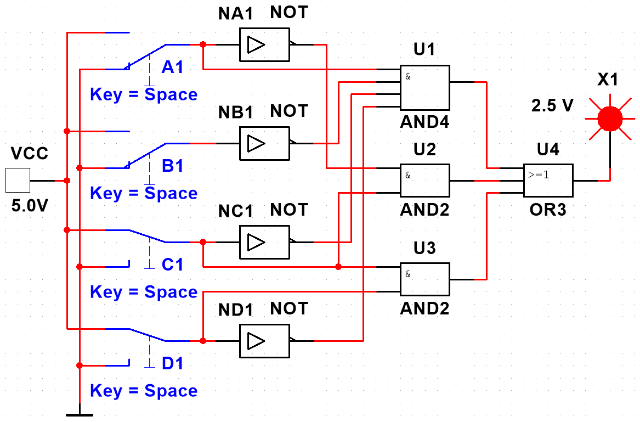 NA1 NOT
A1
Key = Space
U1
&
AND4
X1
2.5 V
NB1 NOT
B1
Key = Space
VCC
5.0V
U2
&
AND2
U4
>=1
OR3
NC1 NOT
C1
Key = Space
U3
&
AND2
ND1 NOT
D1
Key = Space